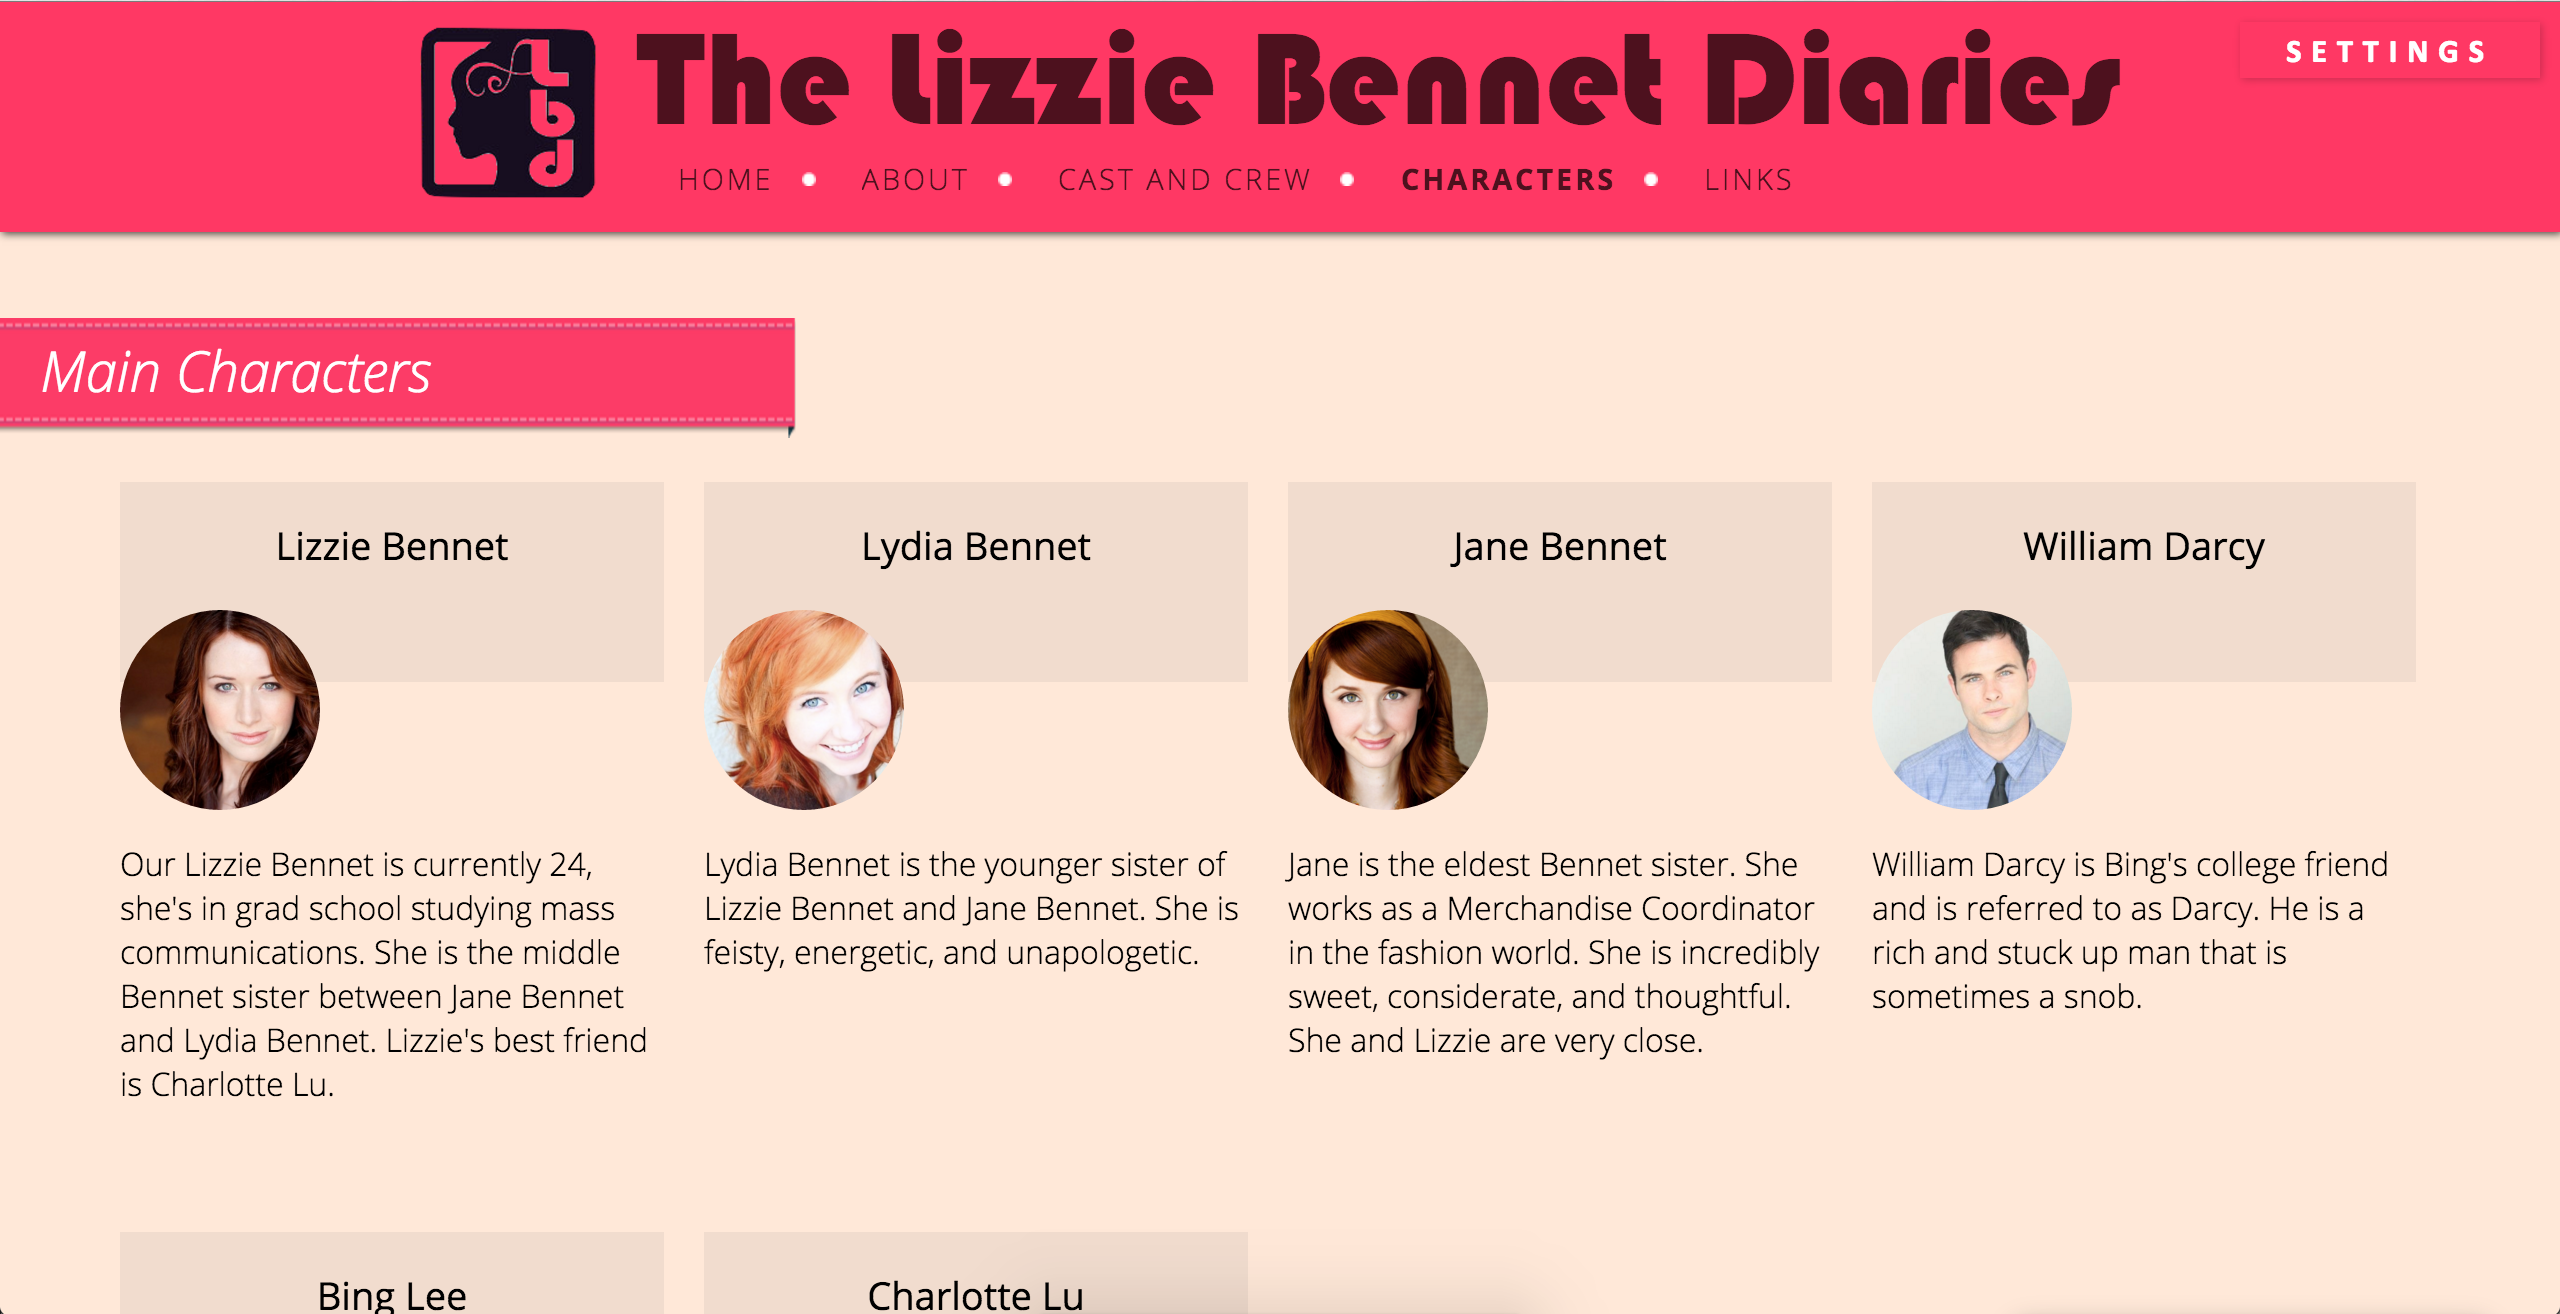 Lbd
The Lizzie Bennet Diaries
SETTINGS
HOME • ABOUT • CAST AND CREW • CHARACTERS • LINKS
Main Characters
Lizzie Bennet
Our Lizzie Bennet is currently 24,
she's in grad school studying mass
communications. She is the middle
Bennet sister between Jane Bennet
and Lydia Bennet. Lizzie's best friend
is Charlotte Lu.
Lydia Bennet
Lydia Bennet is the younger sister of
Lizzie Bennet and Jane Bennet. She is
feisty, energetic, and unapologetic.
Jane Bennet
Jane is the eldest Bennet sister. She
works as a Merchandise Coordinator
in the fashion world. She is incredibly
sweet, considerate, and thoughtful.
She and Lizzie are very close.
William Darcy
William Darcy is Bing's college friend
and is referred to as Darcy. He is a
rich and stuck up man that is
sometimes a snob.
Bing Lee
Charlotte Lu